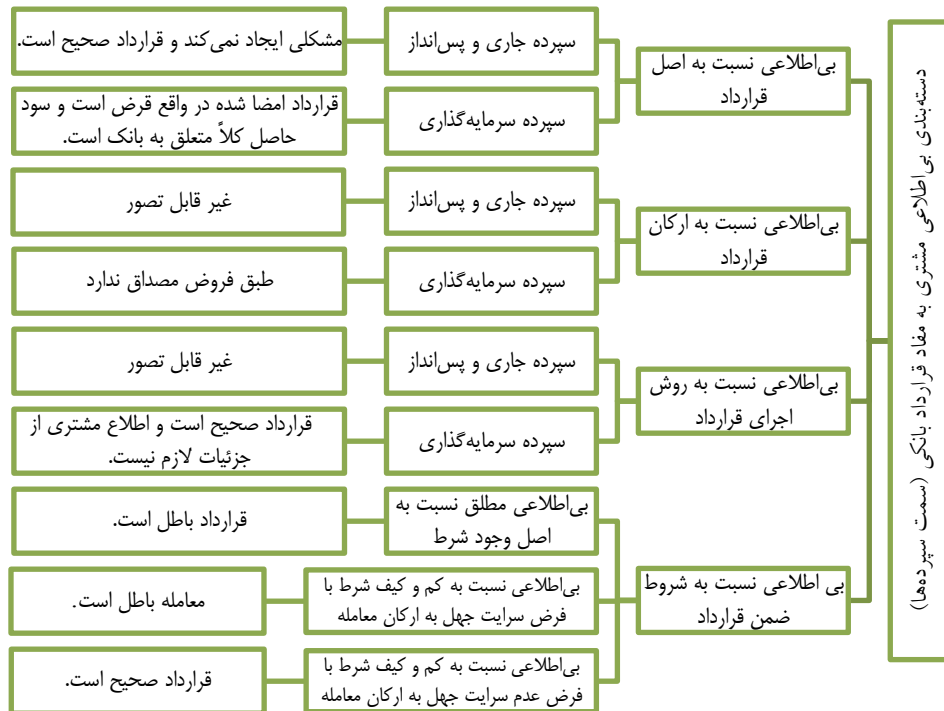 دسته‌بندی بی‌اطلاعی مشتری به مفاد قرارداد بانکی (سمت سپرده‌ها)
بی‌اطلاعی نسبت به اصل
قرارداد
سپرده جاری و پس‌انداز
مشکلی ایجاد نمی‌کند و قرارداد صحیح است.
سپرده سرمایه‌گذاری
قرارداد امضا شده در واقع قرض است و سود
حاصل کلاً متعلق به بانک است.
بی‌اطلاعی نسبت به ارکان
قرارداد
سپرده جاری و پس‌انداز
غیر قابل تصور
سپرده سرمایه‌گذاری
طبق فروض مصداق ندارد
بی‌اطلاعی نسبت به روش
اجرای قرارداد
سپرده جاری و پس‌انداز
غیر قابل تصور
سپرده سرمایه‌گذاری
قرارداد صحیح است و اطلاع مشتری از
جزئیات لازم نیست.
بی اطلاعی نسبت به شروط
ضمن قرارداد
بی‌اطلاعی مطلق نسبت به
اصل وجود شرط
قرارداد باطل است.
بی‌اطلاعی نسبت به کم و کیف شرط با
فرض سرایت جهل به ارکان معامله
معامله باطل است.
بی‌اطلاعی نسبت به کم و کیف شرط با
فرض عدم سرایت جهل به ارکان معامله
قرارداد صحیح است.